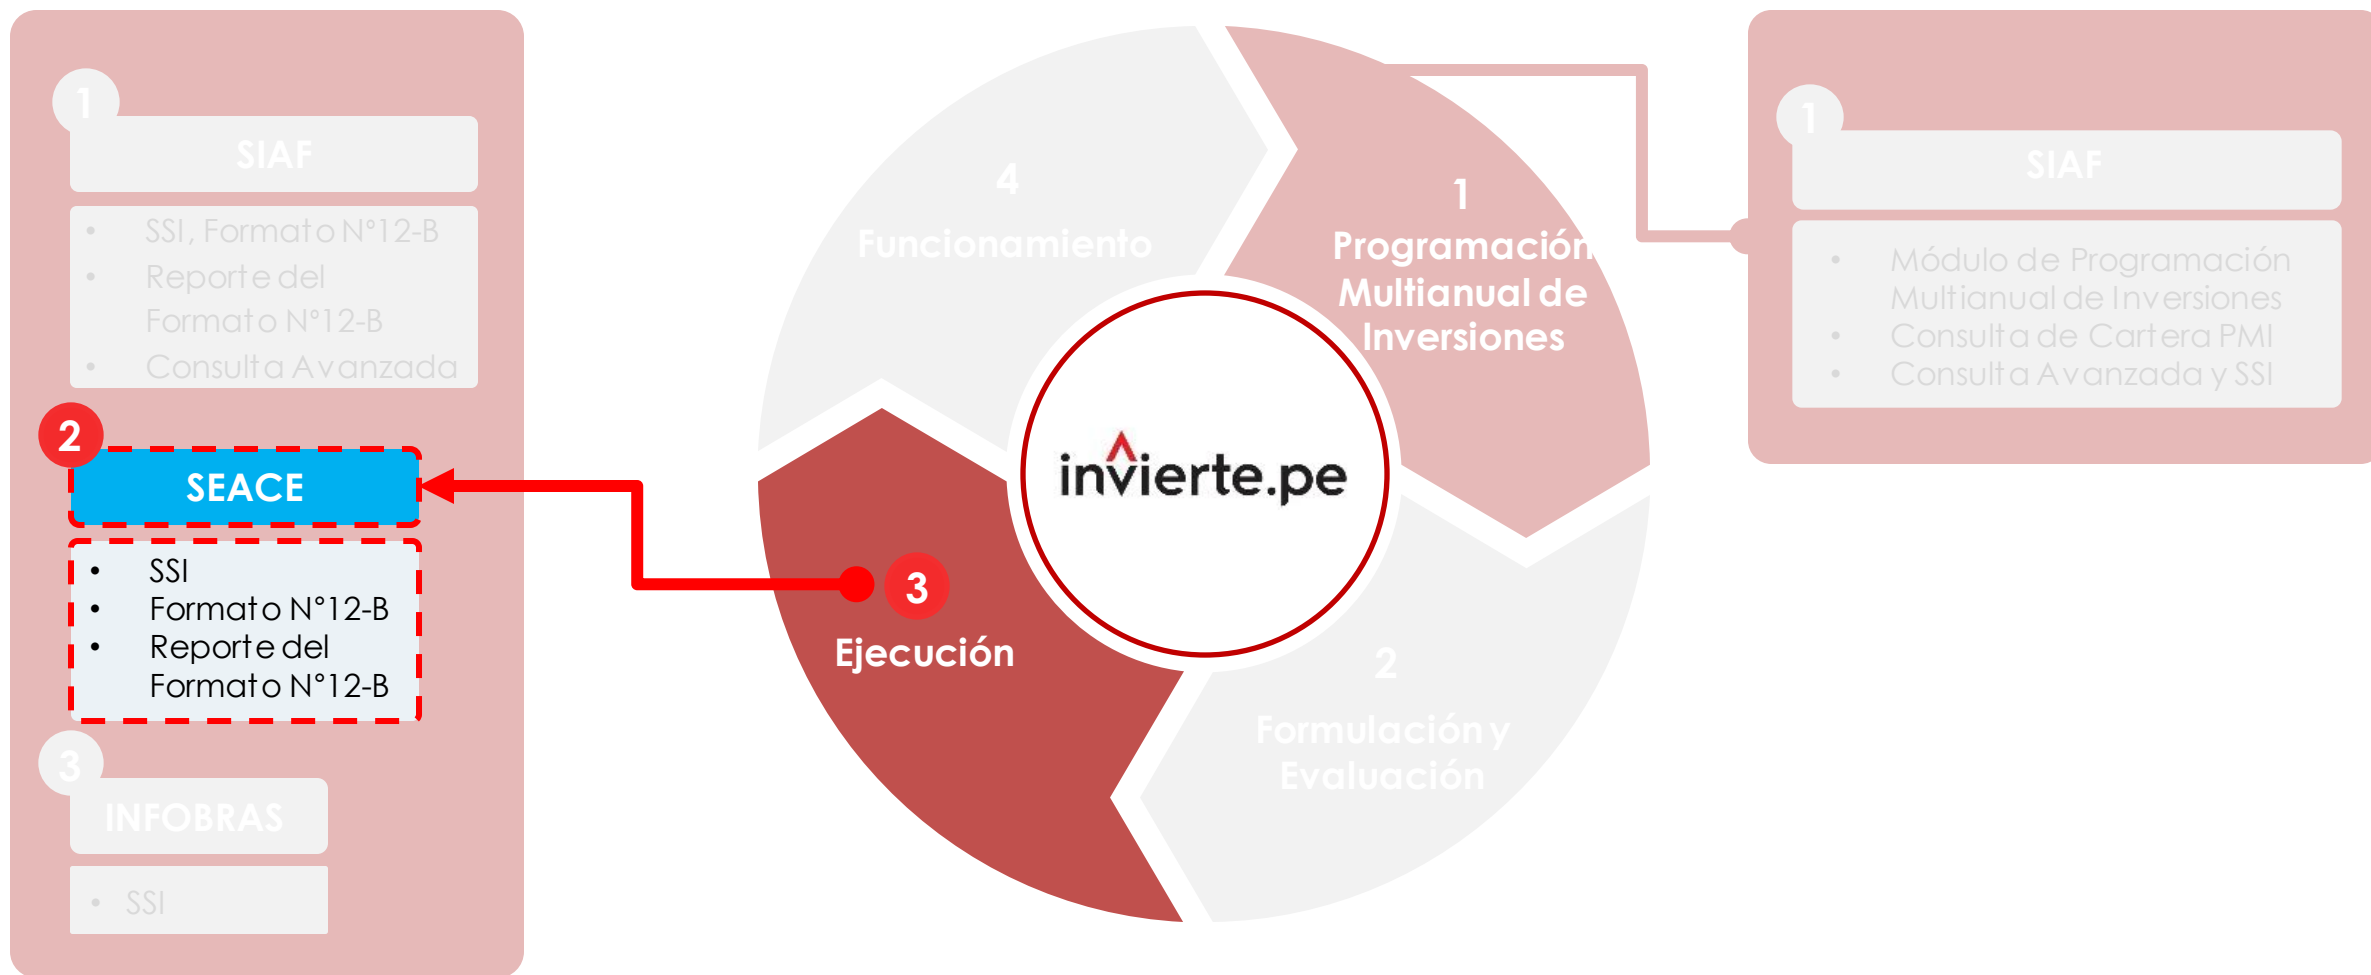 1
SIAF
• SSI, Formato N°12-B
• Reporte del
Formato N°12-B
• Consulta Avanzada
2
SEACE
• SSI
• Formato N°12-B
• Reporte del
Formato N°12-B
3
INFOBRAS
• SSI
4
Funcionamiento
1
Programación
Multianual de
Inversiones
invierte.pe
3
Ejecución
2
Formulación y
Evaluación
1
SIAF
• Módulo de Programación
Multianual de Inversiones
• Consulta de Cartera PMI
• Consulta Avanzada y SSI